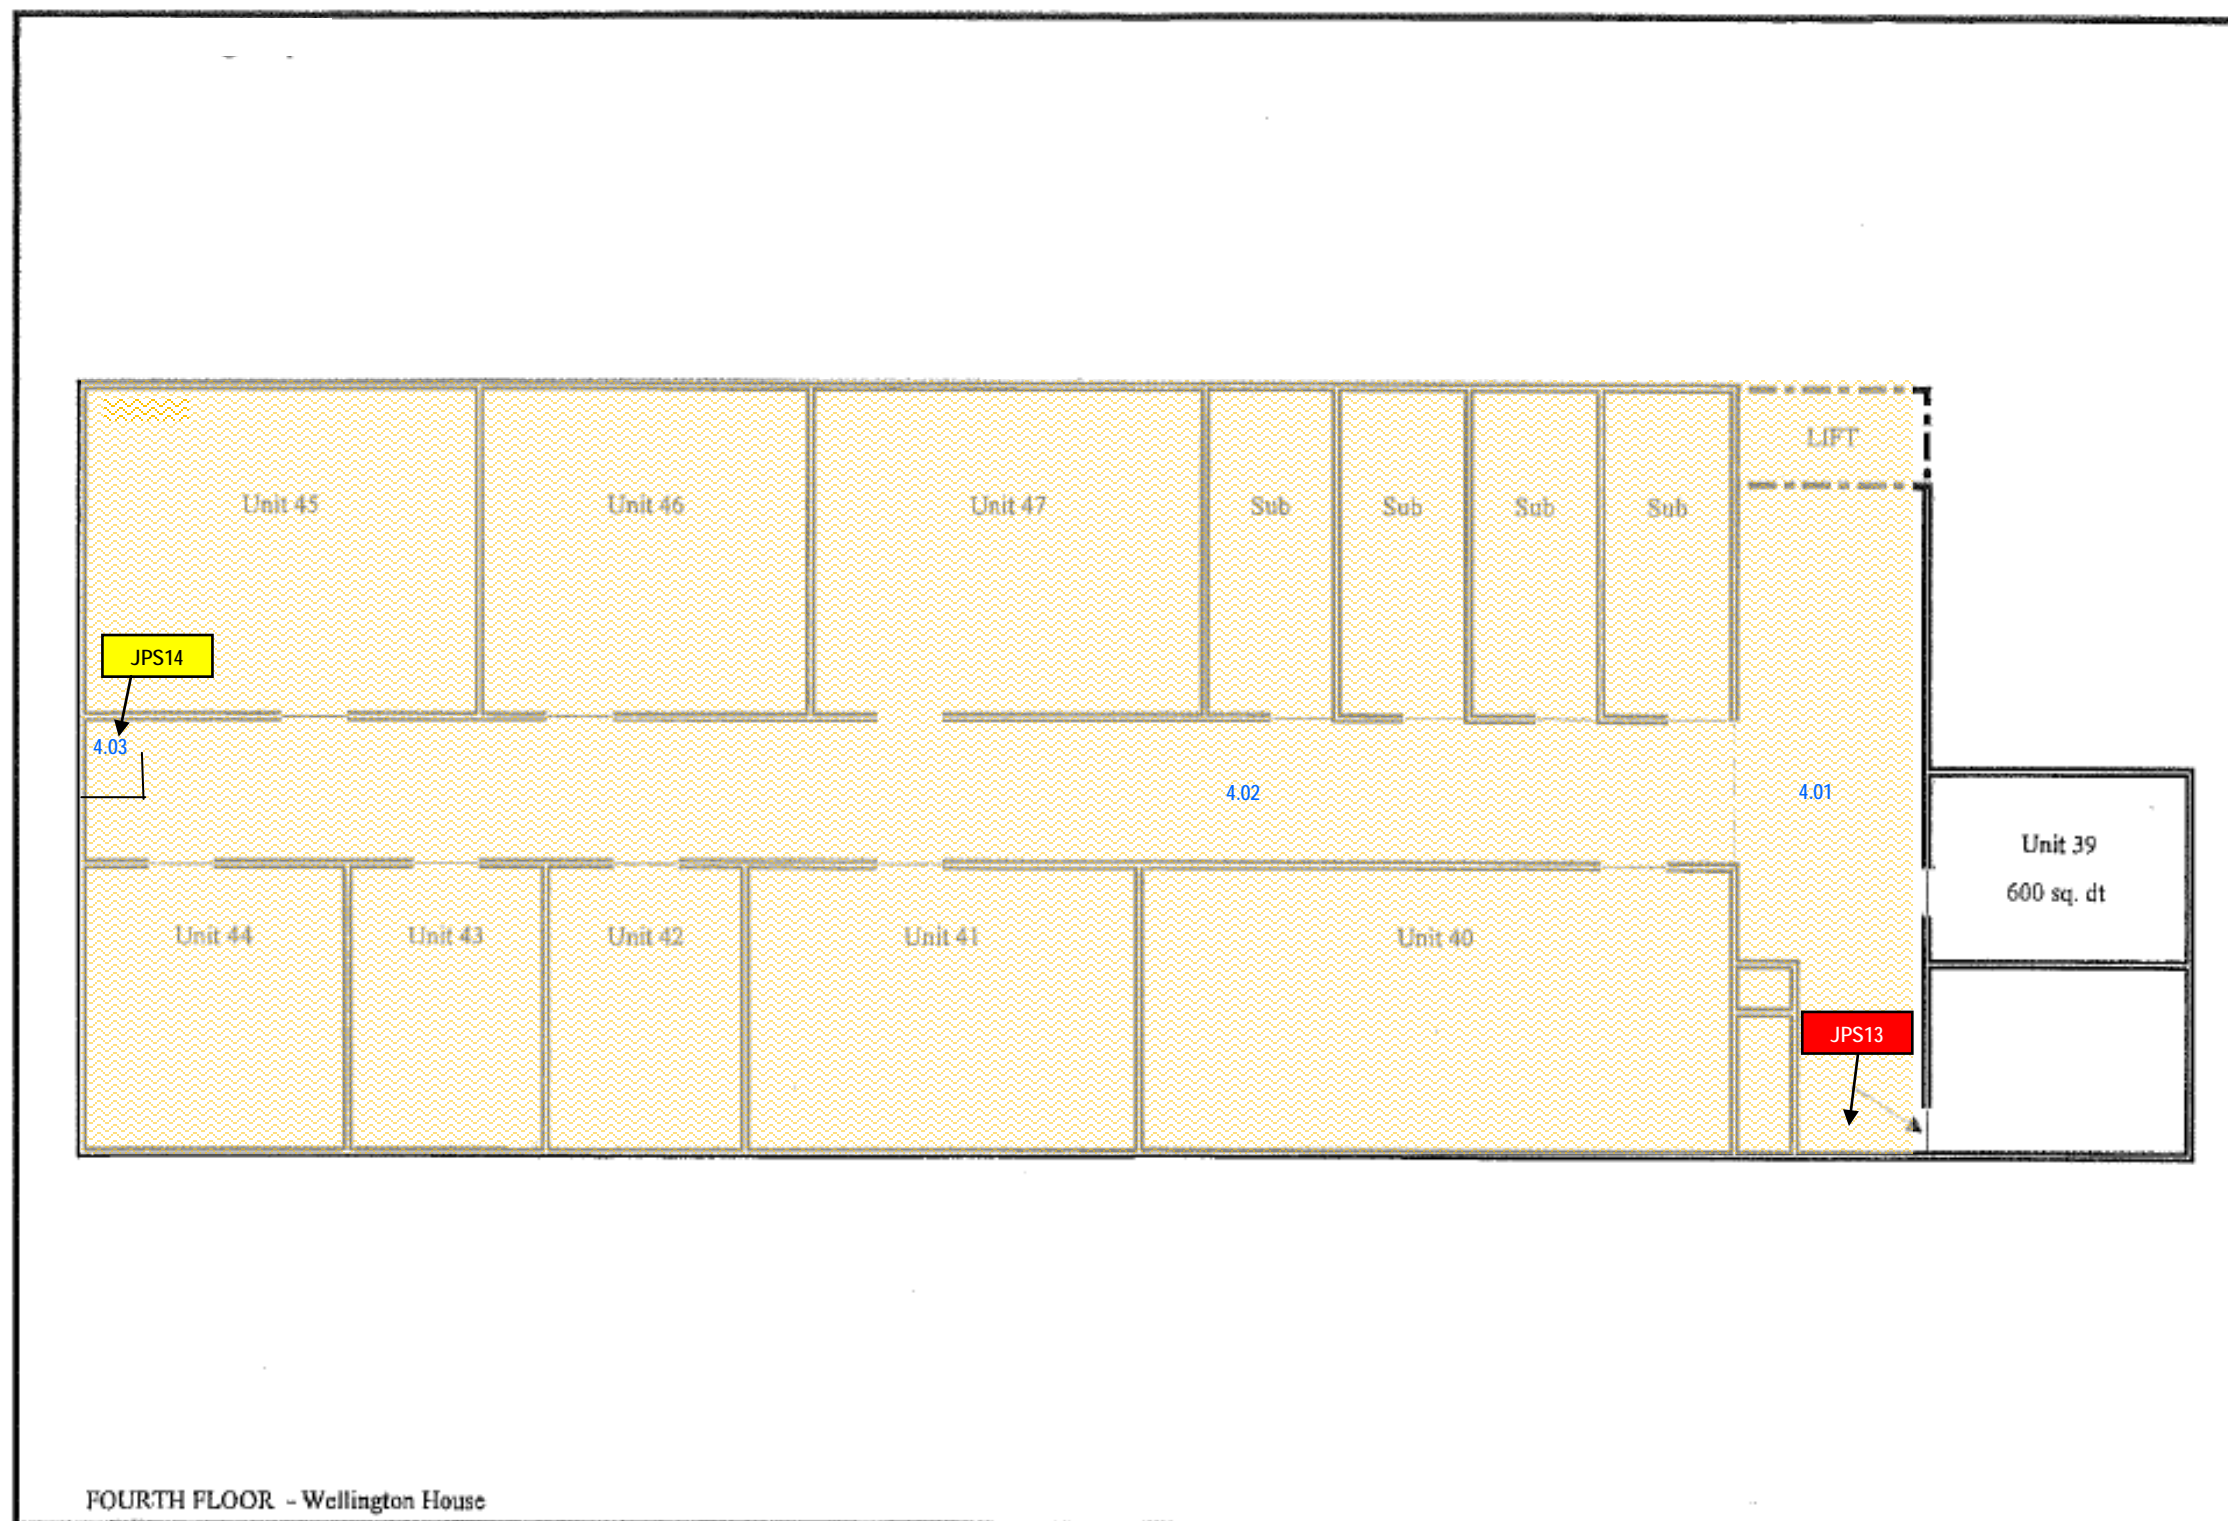 LIFT
Unit 45
Unit 46
Unit 47
Sub
Sub
Sub
Sub
JPS14
4.03
4.02
4.01
Unit 39
600 sq. dt
Unit 44
Unit 43
Unit 42
Unit 41
Unit 40
JPS13
FOURTH FLOOR - Wellington House